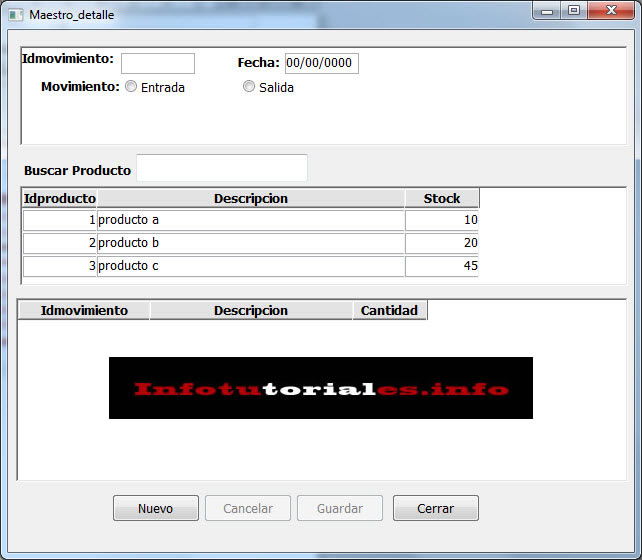 Maestro_detalle
Idmovimiento: Fecha: 00/00/0000
Movimiento: Entrada Salida
Buscar Producto
Idproducto Descripcion Stock
1 producto a 10
2 producto b 20
3 producto c 45
Idmovimiento Descripcion Cantidad
Infotutoriales.info
Nuevo Cancelar Guardar Cerrar